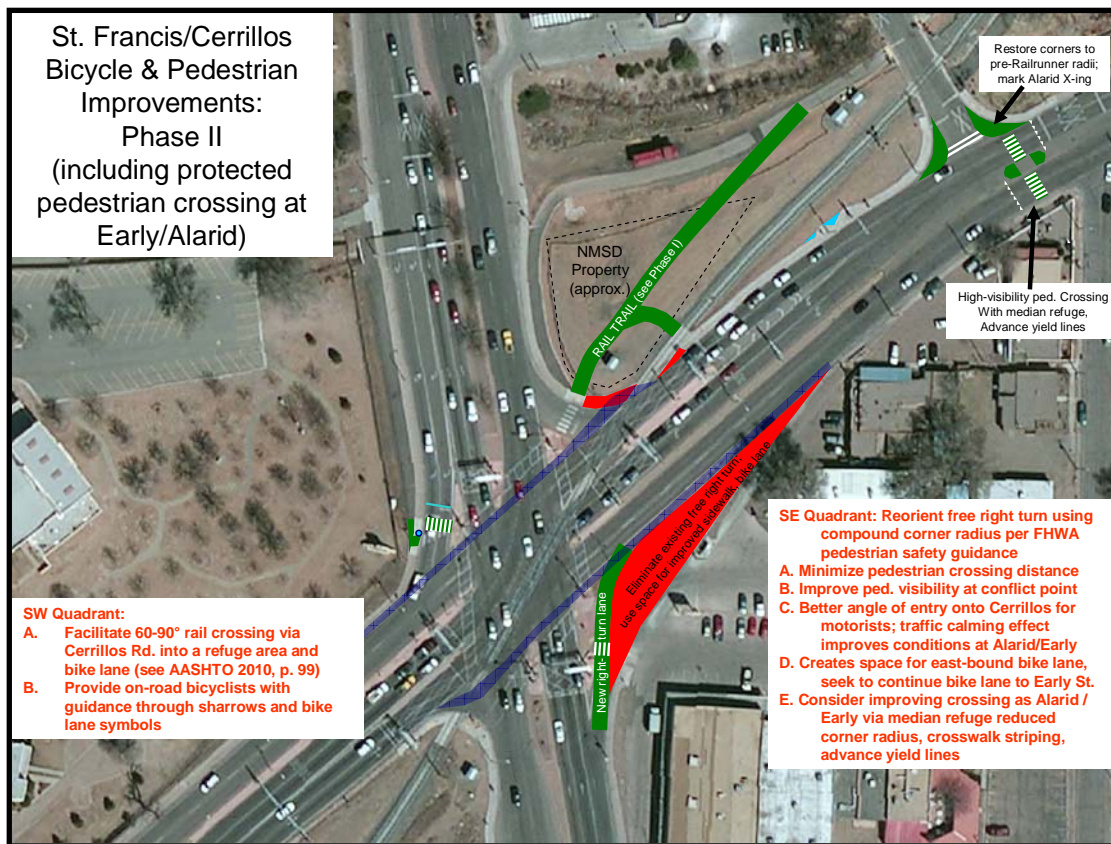 St. Francis/Cerrillos
Bicycle & Pedestrian
Improvements:
Phase II
(including protected
pedestrian crossing at
Early/Alarid)
Restore corners to
pre-Railrunner radii;
mark Alarid X-ing
NMSD
Property
(approx.)
RAIL TRAIL (see Phase I)
High-visibility ped. Crossing
With median refuge,
Advance yield lines
Eliminate existing free right turn-
use space for improved sidewalk, bike lane
New right-turn lane
SW Quadrant:
A. Facilitate 60-90° rail crossing via
Cerrillos Rd. into a refuge area and
bike lane (see AASHTO 2010, p. 99)
B. Provide on-road bicyclists with
guidance through sharrows and bike
lane symbols
SE Quadrant: Reorient free right turn using
compound corner radius per FHWA
pedestrian safety guidance
A. Minimize pedestrian crossing distance
B. Improve ped. visibility at conflict point
C. Better angle of entry onto Cerrillos for
motorists; traffic calming effect
improves conditions at Alarid/Early
D. Creates space for east-bound bike lane,
seek to continue bike lane to Early St.
E. Consider improving crossing as Alarid /
Early via median refuge reduced
corner radius, crosswalk striping,
advance yield lines